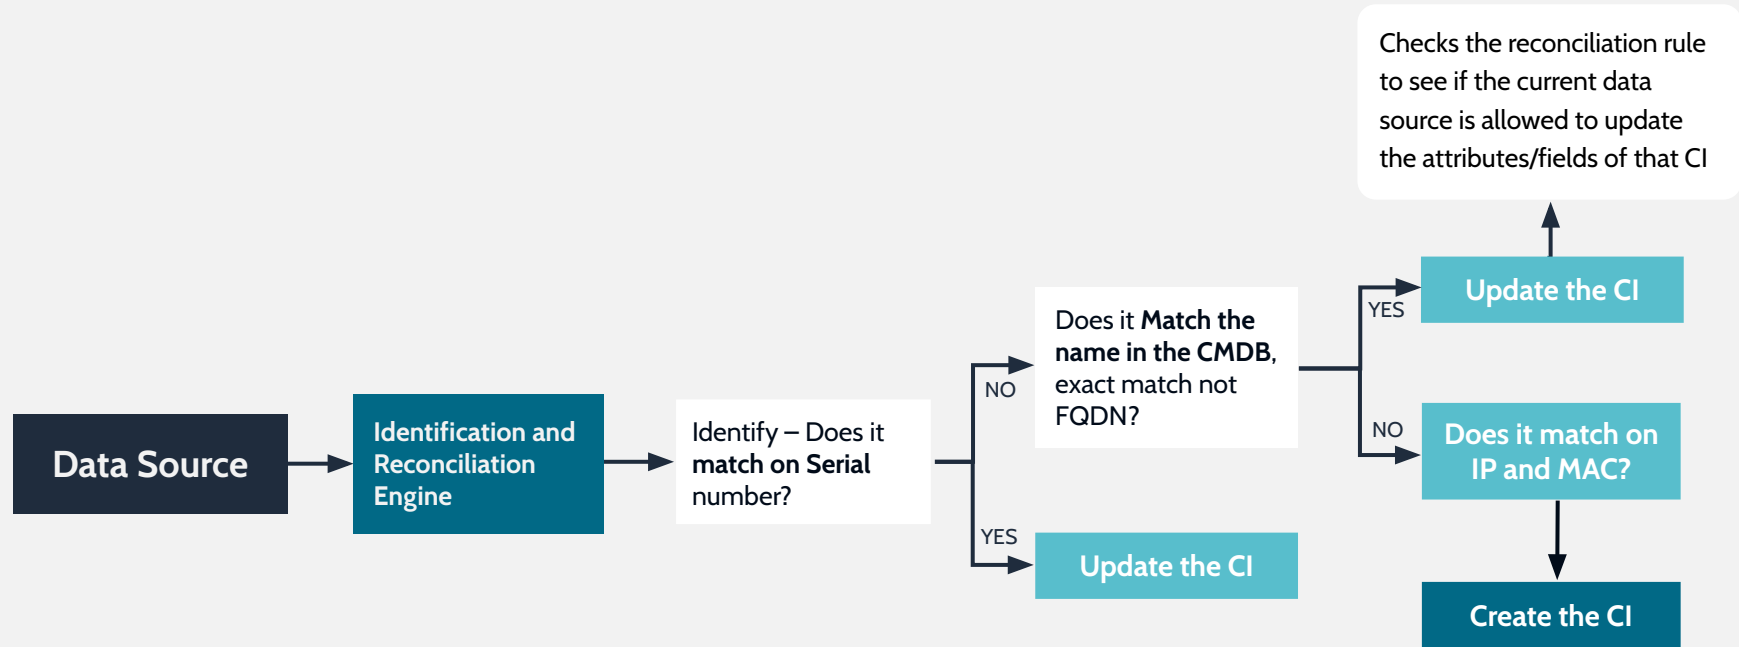 Data Source
Identification and
Reconciliation
Engine
Identify – Does it
match on Serial
number?
NO
YES
Does it Match the
name in the CMDB,
exact match not
FQDN?
Update the CI
YES
NO
Update the CI
Checks the reconciliation rule
to see if the current data
source is allowed to update
the attributes/fields of that CI
Does it match on
IP and MAC?
Create the CI